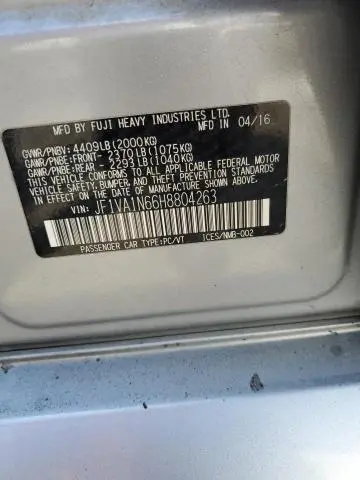 MFD BY FUJI HEAVY INDUSTRIES LTD.
MFD IN 04/16
GVWR/PNBV: 4409LB(2000KG)
GAWR/PNBE:FRONT- 2370LB(1075KG)
GAWR/PNBE:REAR - 2293LB(1040KG)
THIS VEHICLE CONFORMS TO ALL APPLICABLE FEDERAL MOTOR
VEHICLE SAFETY, BUMPER, AND THEFT PREVENTION STANDARDS
IN EFFECT ON THE DATE OF MANUFACTURE SHOWN ABOVE.
VIN: JF1VA1N66H8804263
PASSENGER CAR TYPE:PC/VT ICES/NMB-002